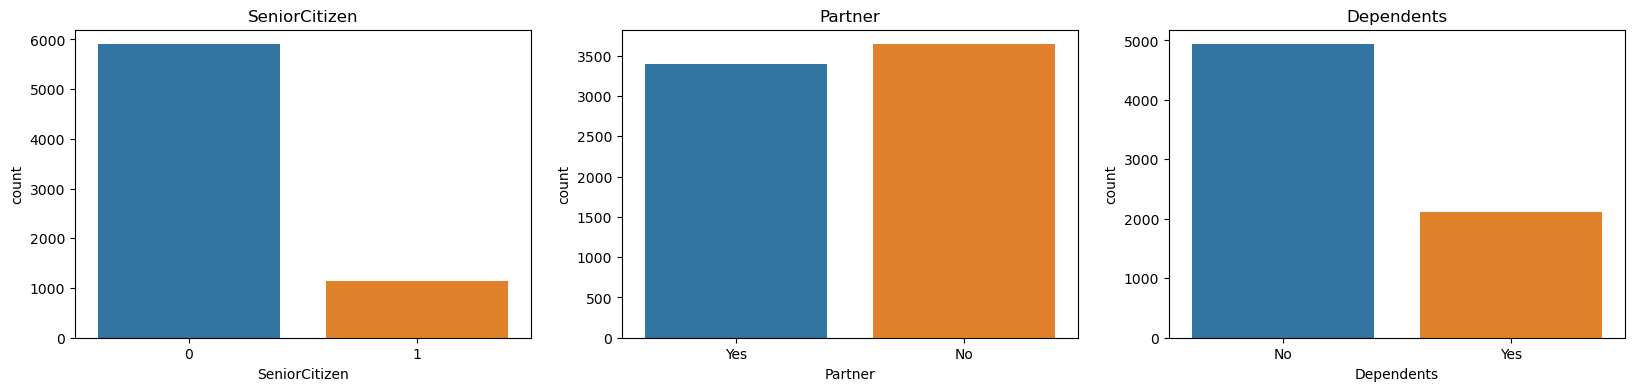 SeniorCitizen
6000
5000
4000
3000
2000
1000
0
count
0 1
SeniorCitizen
Partner
3500
3000
2500
2000
1500
1000
500
0
count
Yes No
Partner
Dependents
5000
4000
3000
2000
1000
0
count
No Yes
Dependents